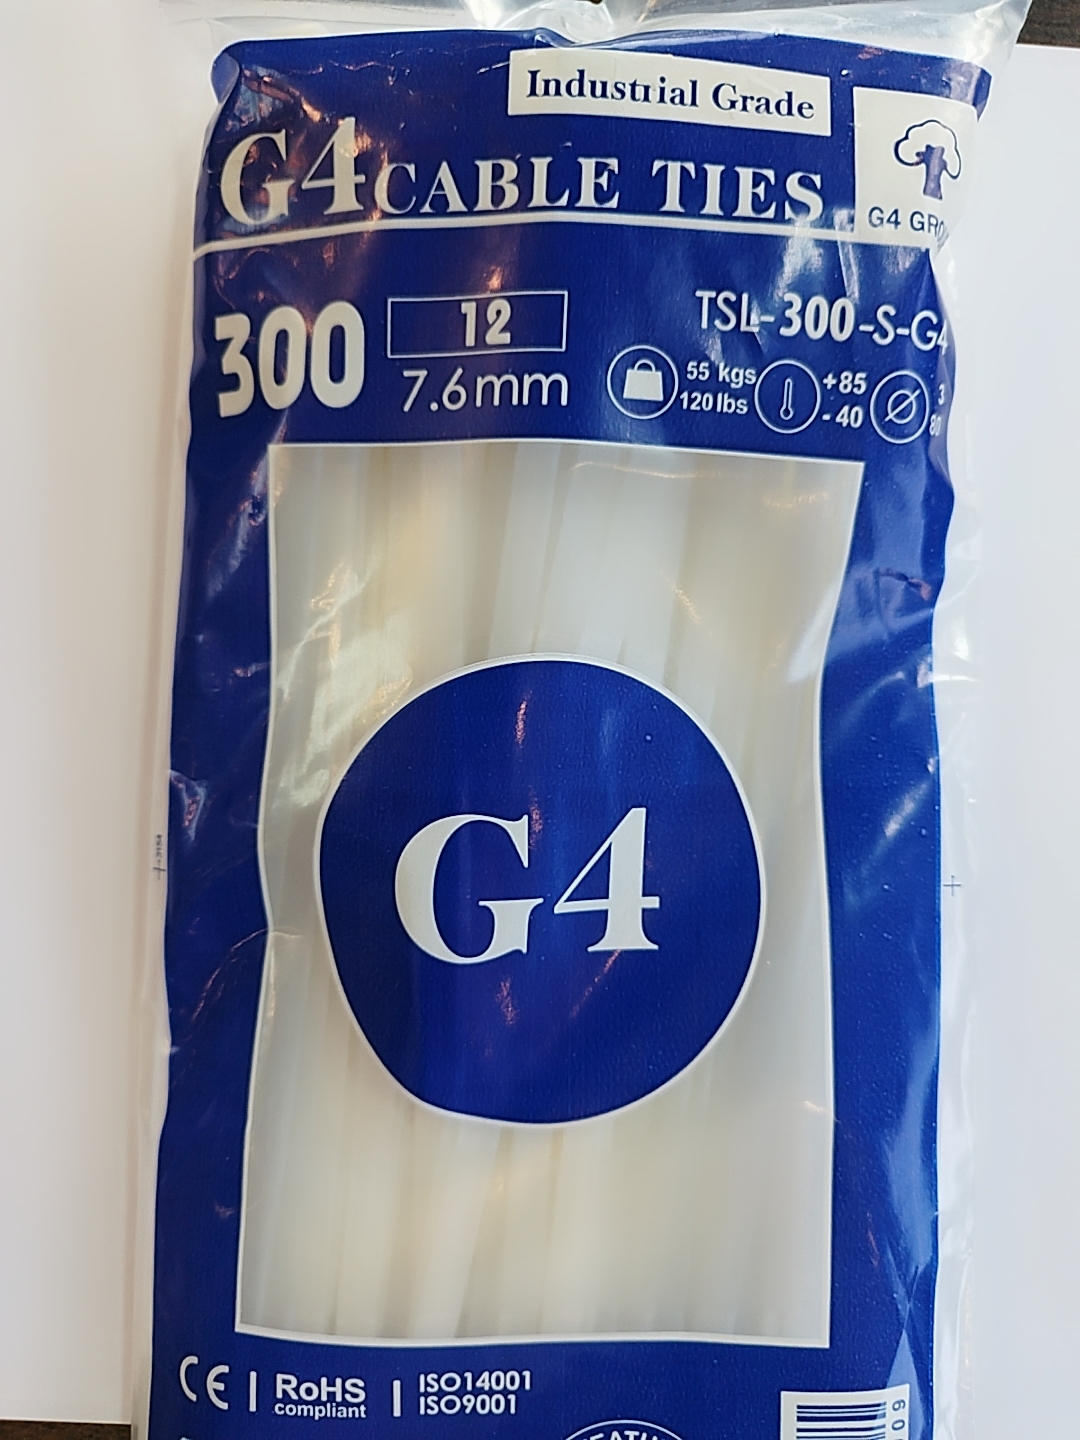 Industrial Grade
G4 CABLE TIES
G4
300
12
7.6mm
TSL-300-S-G4
55 kgs
120 lbs
+85
-40
3
G4
CE | RoHS compliant | ISO14001
ISO9001